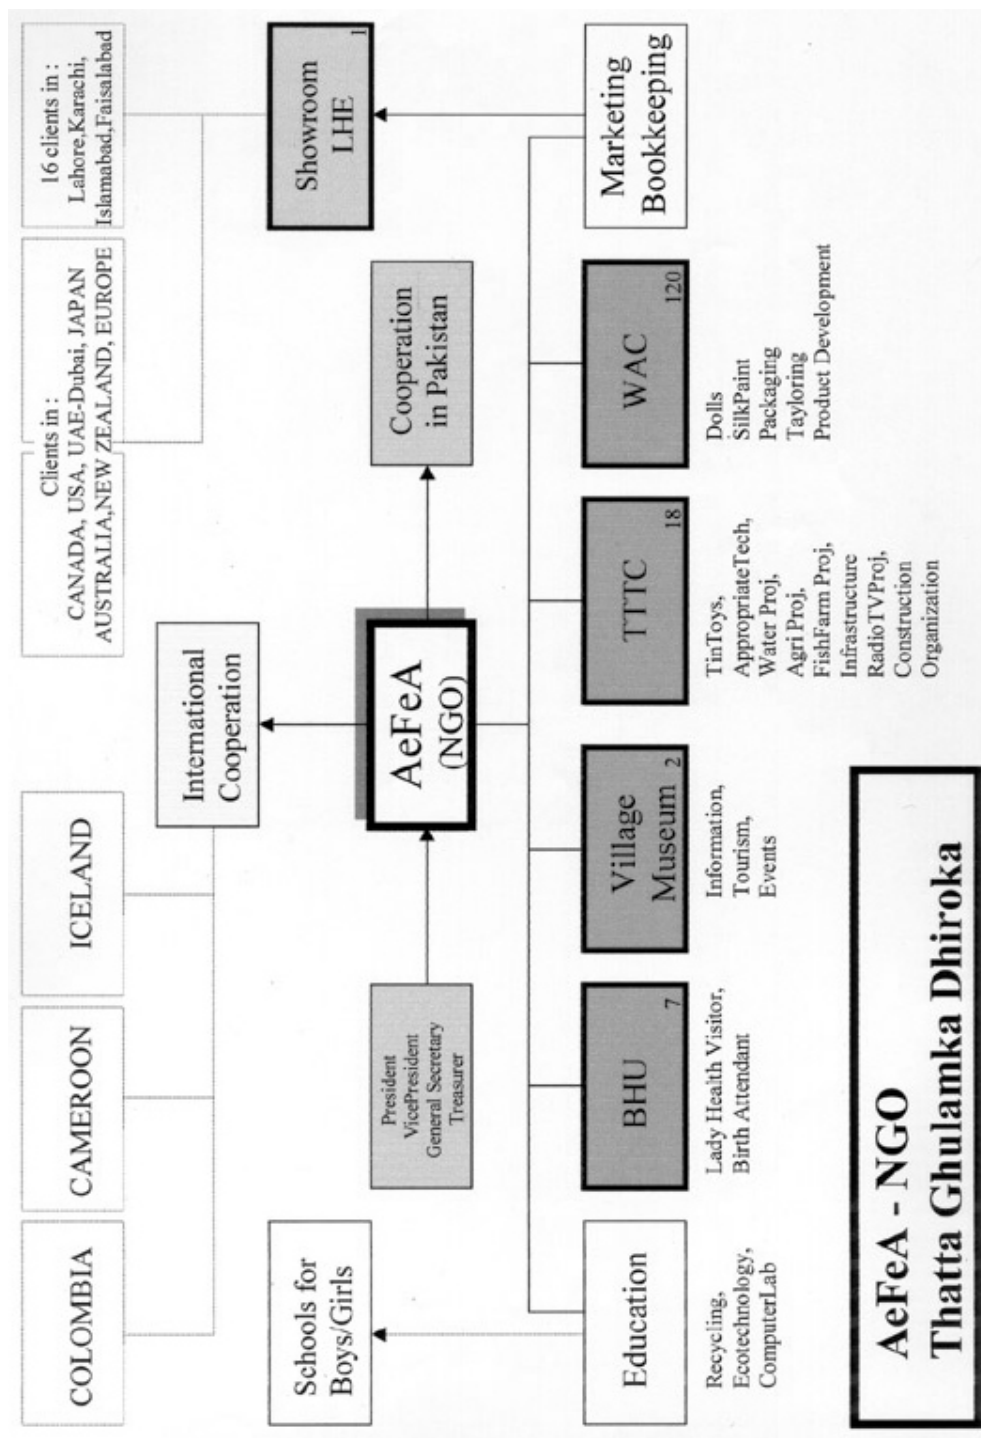 COLOMBIA
CAMEROON
ICELAND
Clients in :
CANADA, USA, UAE-Dubai, JAPAN
AUSTRALIA,NEW ZEALAND, EUROPE
16 clients in :
Lahore,Karachi,
Islamabad,Faisalabad
International
Cooperation
Schools for
Boys/Girls
Showroom
LHE
1
President
VicePresident
General Secretary
Treasurer
AeFeA
(NGO)
Cooperation
in Pakistan
Education
Recycling,
Ecotechnology,
ComputerLab
BHU
7
Lady Health Visitor,
Birth Attendant
Village
Museum
2
Information,
Tourism,
Events
TTTC
18
TinToys,
AppropriateTech,
Water Proj,
Agri Proj,
FishFarm Proj,
Infrastructure
RadioTVProj,
Construction
Organization
WAC
120
Dolls
SilkPaint
Packaging
Tayloring
Product Development
Marketing
Bookkeeping
AeFeA - NGO
Thatta Ghulamka Dhiroka